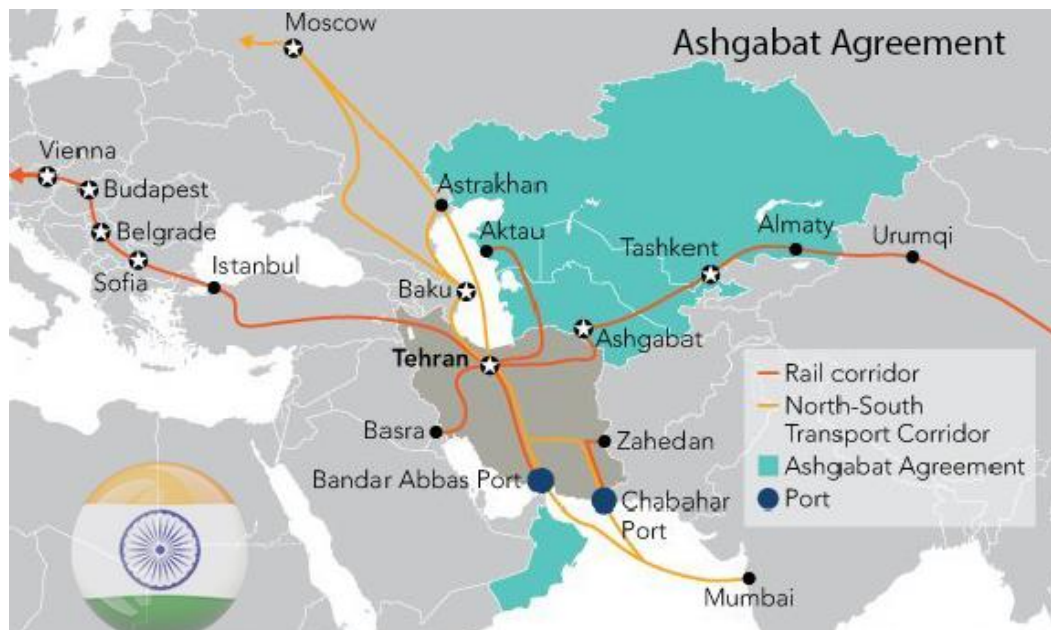 Moscow
Ashgabat Agreement
Vienna
Budapest
Belgrade
Sofia
Istanbul
Astrakhan
Aktau
Baku
Tashkent
Almaty
Urumqi
Ashgabat
Tehran
Basra
Zahedan
Bandar Abbas Port
Chabahar
Port
Mumbai
Rail corridor
North-South
Transport Corridor
Ashgabat Agreement
Port